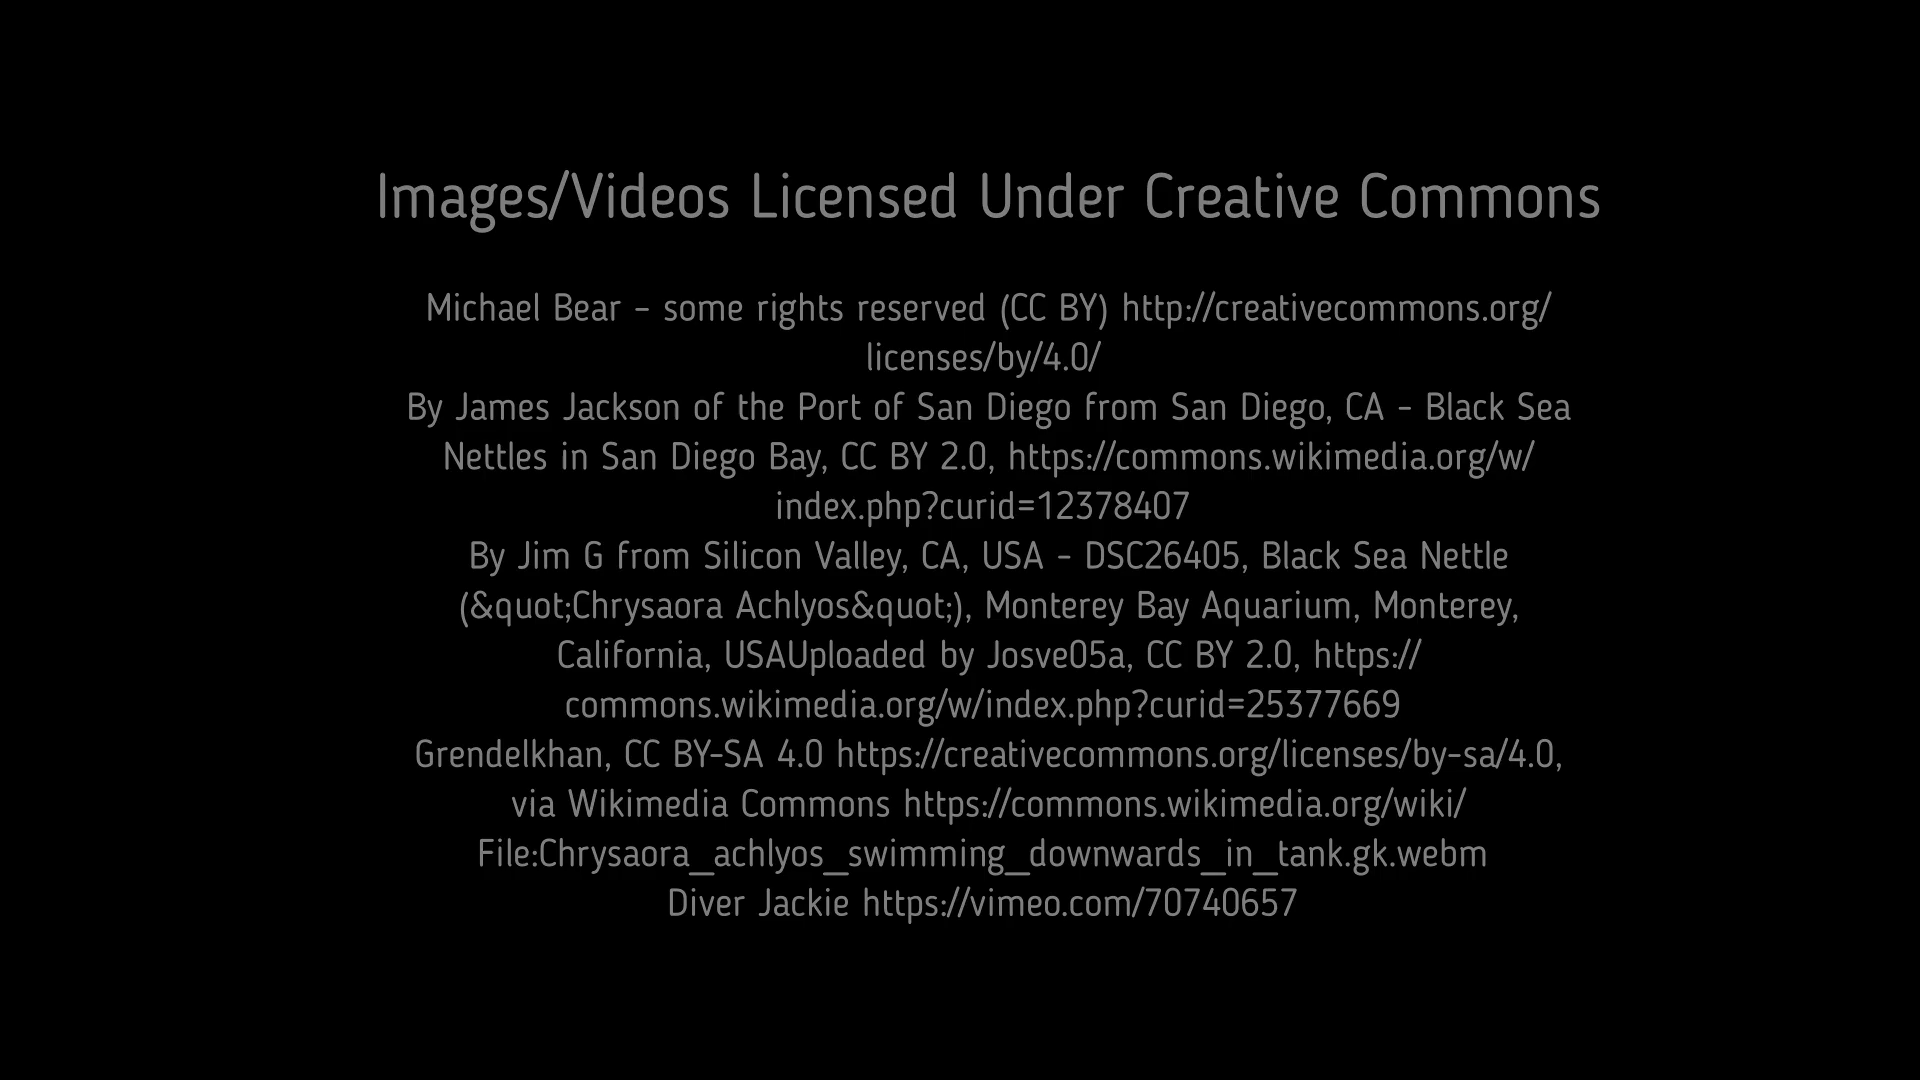 Images/Videos Licensed Under Creative Commons
Michael Bear – some rights reserved (CC BY) http://creativecommons.org/
licenses/by/4.0/
By James Jackson of the Port of San Diego from San Diego, CA - Black Sea
Nettles in San Diego Bay, CC BY 2.0, https://commons.wikimedia.org/w/
index.php?curid=12378407
By Jim G from Silicon Valley, CA, USA - DSC26405, Black Sea Nettle
(&quot;Chrysaora Achlyos&quot;), Monterey Bay Aquarium, Monterey,
California, USAUploaded by Josve05a, CC BY 2.0, https://
commons.wikimedia.org/w/index.php?curid=25377669
Grendelkhan, CC BY-SA 4.0 https://creativecommons.org/licenses/by-sa/4.0,
via Wikimedia Commons https://commons.wikimedia.org/wiki/
File:Chrysaora_achlyos_swimming_downwards_in_tank.gk.webm
Diver Jackie https://vimeo.com/70740657